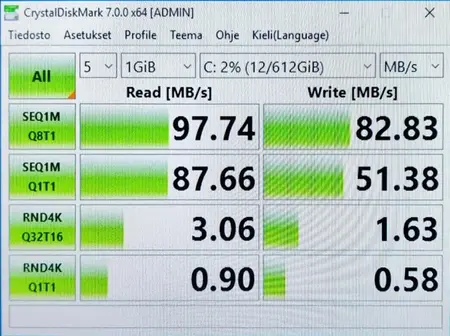 CrystalDiskMark 7.0.0 x64 [ADMIN]
Tiedosto Asetukset Profile Teema Ohje Kieli(Language)
All 5 1GiB C: 2% (12/612GiB) MB/s
Read [MB/s] Write [MB/s]
SEQ1M
Q8T1 97.74 82.83
SEQ1M
Q1T1 87.66 51.38
RND4K
Q32T16 3.06 1.63
RND4K
Q1T1 0.90 0.58